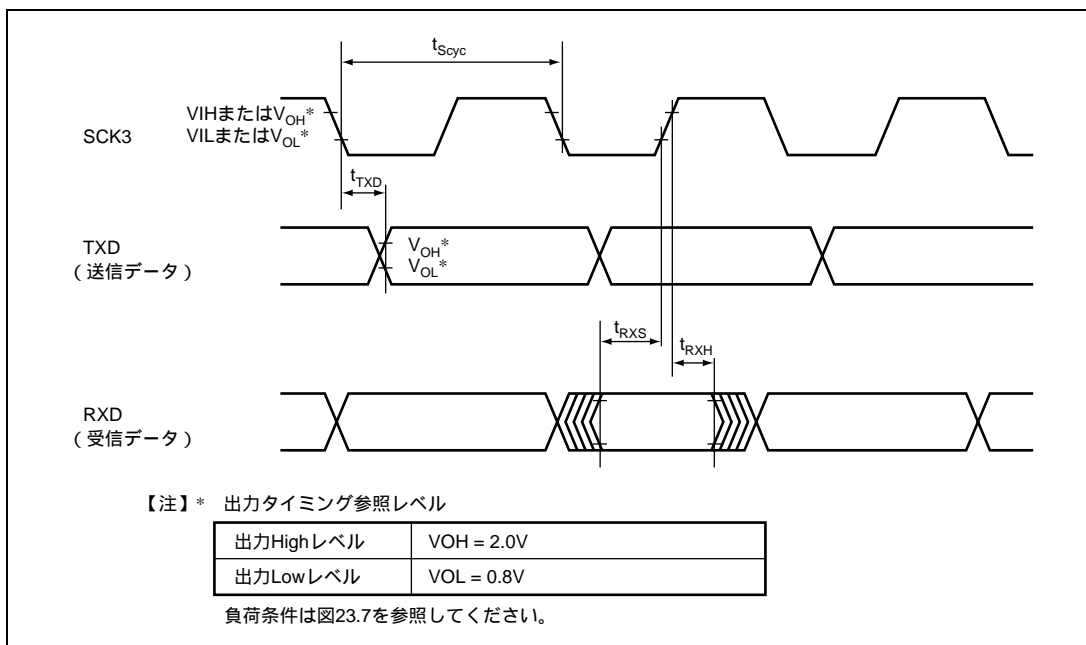 tScyc
VIHまたはVOH*
SCK3
VILまたはVOL*
tTXD
TXD
（送信データ）
VOH*
VOL*
tRXS
tRXH
RXD
（受信データ）
【注】* 出力タイミング参照レベル
出力Highレベル VOH = 2.0V
出力Lowレベル VOL = 0.8V
負荷条件は図23.7を参照してください。